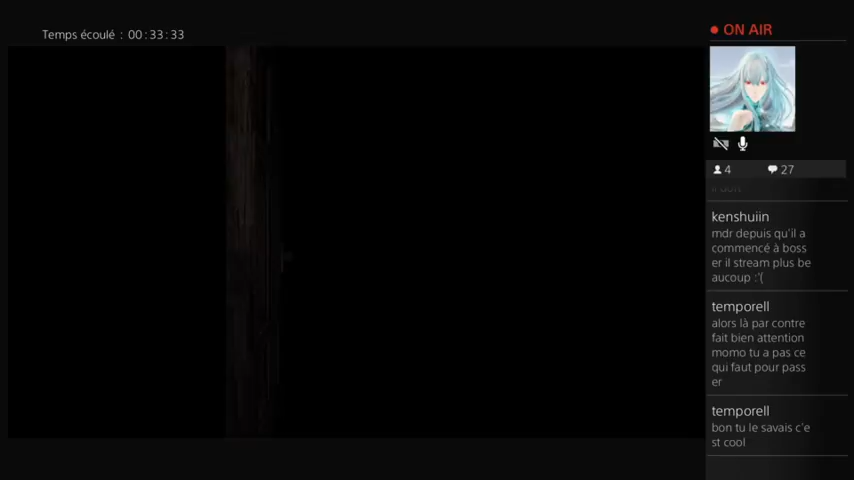 Temps écoulé : 00:33:33
ON AIR
4 27
kenshuiin
mdr depuis qu'il a
commencé à boss
er il stream plus be
aucoup :'(
temporell
alors là par contre
fait bien attention
momo tu a pas ce
qui faut pour pass
er
temporell
bon tu le savais c'e
st cool